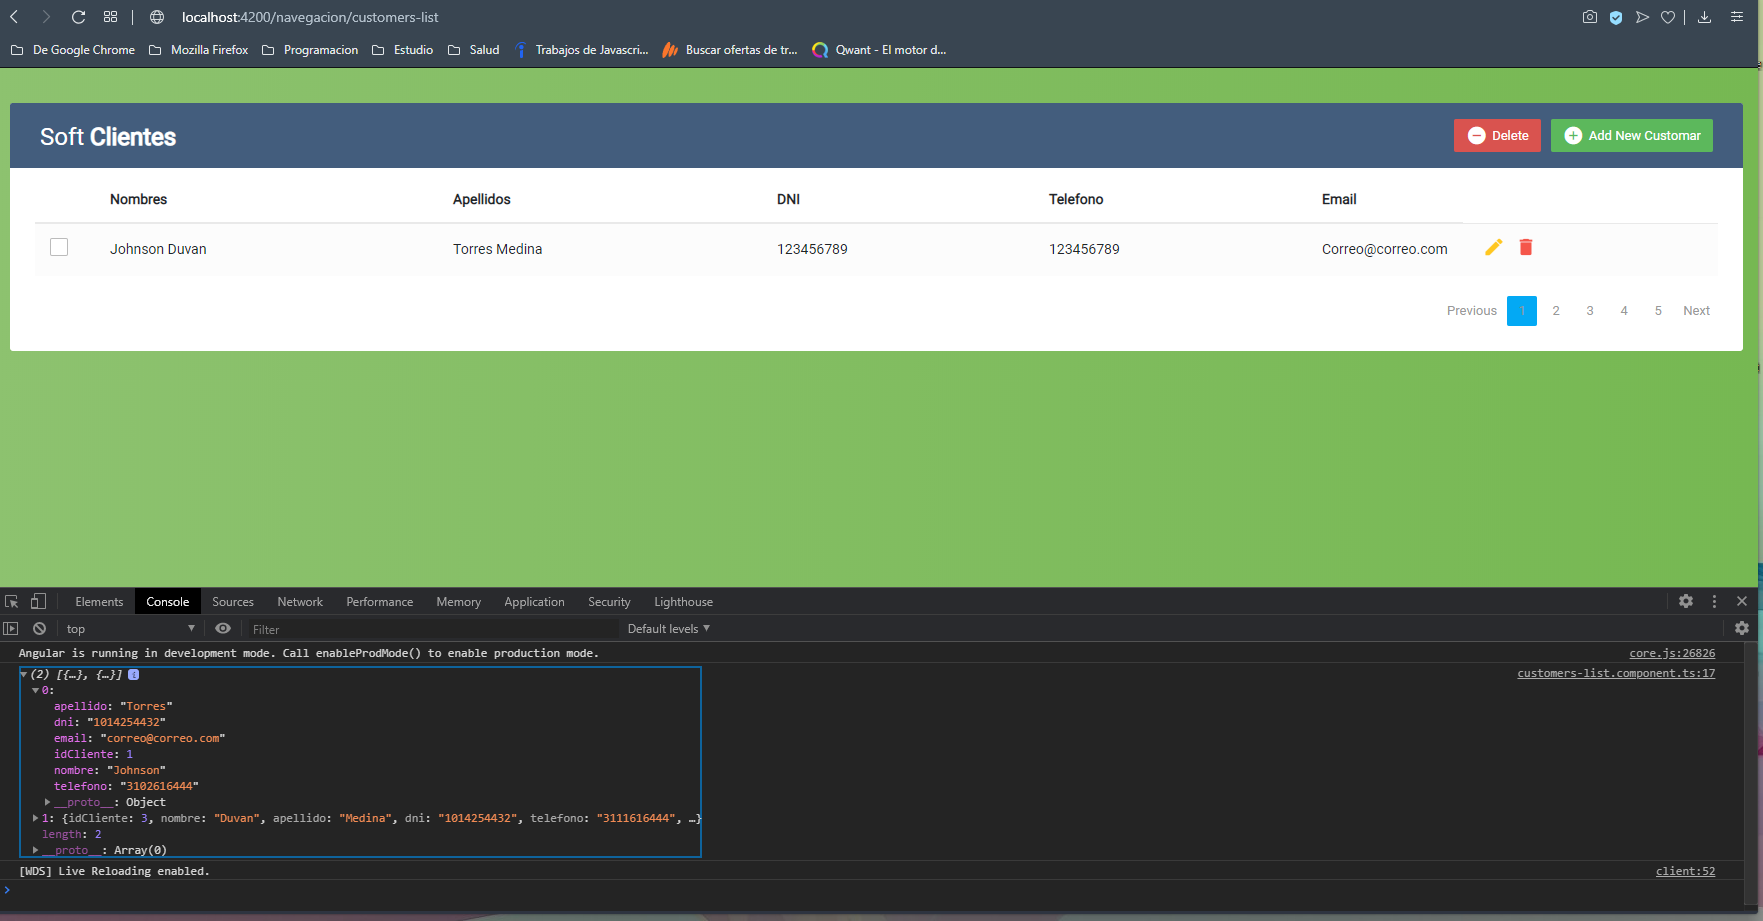 localhost:4200/navegacion/customers-list
De Google Chrome Mozilla Firefox Programacion Estudio Salud Trabajos de Javascri... Buscar ofertas de tr... Qwant - El motor d...
Soft Clientes Delete Add New Customar
Nombres Apellidos DNI Telefono Email
Johnson Duvan Torres Medina 123456789 123456789 Correo@correo.com
Previous 1 2 3 4 5 Next
Elements Console Sources Network Performance Memory Application Security Lighthouse
top Filter Default levels
Angular is running in development mode. Call enableProdMode() to enable production mode. core.js:26826
(2) [{…}, {…}] i customers-list.component.ts:17
0:
apellido: "Torres"
dni: "1014254432"
email: "correo@correo.com"
idCliente: 1
nombre: "Johnson"
telefono: "3102616444"
__proto__: Object
1: {idCliente: 3, nombre: "Duvan", apellido: "Medina", dni: "1014254432", telefono: "3111616444", …}
length: 2
__proto__: Array(0)
[WDS] Live Reloading enabled. client:52